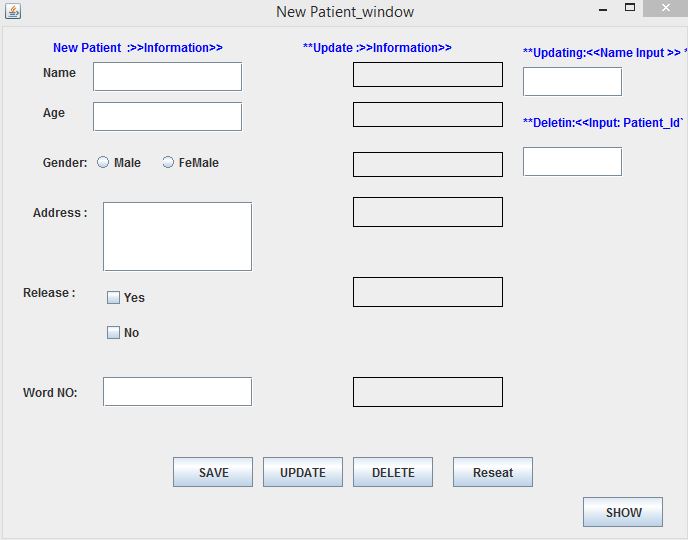 New Patient_window
New Patient :>>Information>>
**Update :>>Information>>
**Updating:<<Name Input >> *
Name
Age
**Deletin:<<Input: Patient_Id`
Gender: Male FeMale
Address :
Release : Yes
No
Word NO:
SAVE UPDATE DELETE Reseat
SHOW